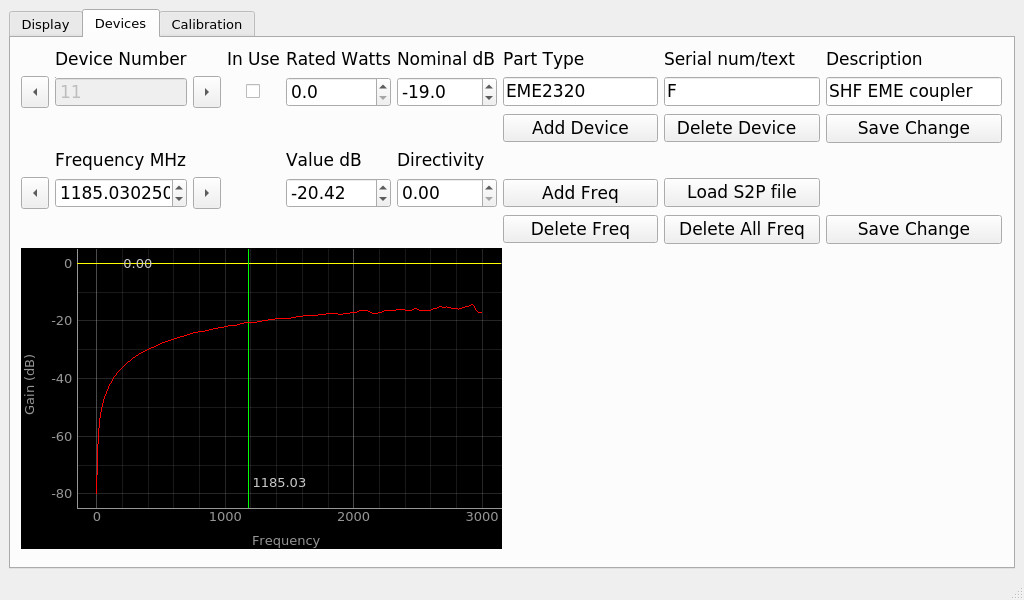 Display Devices Calibration
Device Number In Use Rated Watts Nominal dB Part Type Serial num/text Description
11 0.0 -19.0 EME2320 F SHF EME coupler
Add Device Delete Device Save Change
Frequency MHz Value dB Directivity
1185.030250 -20.42 0.00 Add Freq Load S2P file
Delete Freq Delete All Freq Save Change
0 0.00
-20
-40
-60
-80
Gain (dB)
1185.03
0 1000 2000 3000
Frequency